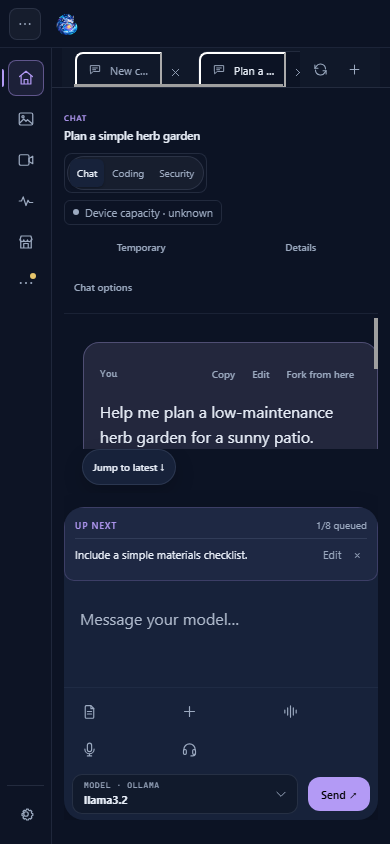 New c...
Plan a ...
CHAT
Plan a simple herb garden
Chat Coding Security
Device capacity · unknown
Temporary Details
Chat options
You Copy Edit Fork from here
Help me plan a low-maintenance
herb garden for a sunny patio.
Jump to latest ↓
UP NEXT 1/8 queued
Include a simple materials checklist. Edit ×
Message your model...
MODEL · OLLAMA
llama3.2
Send ↗